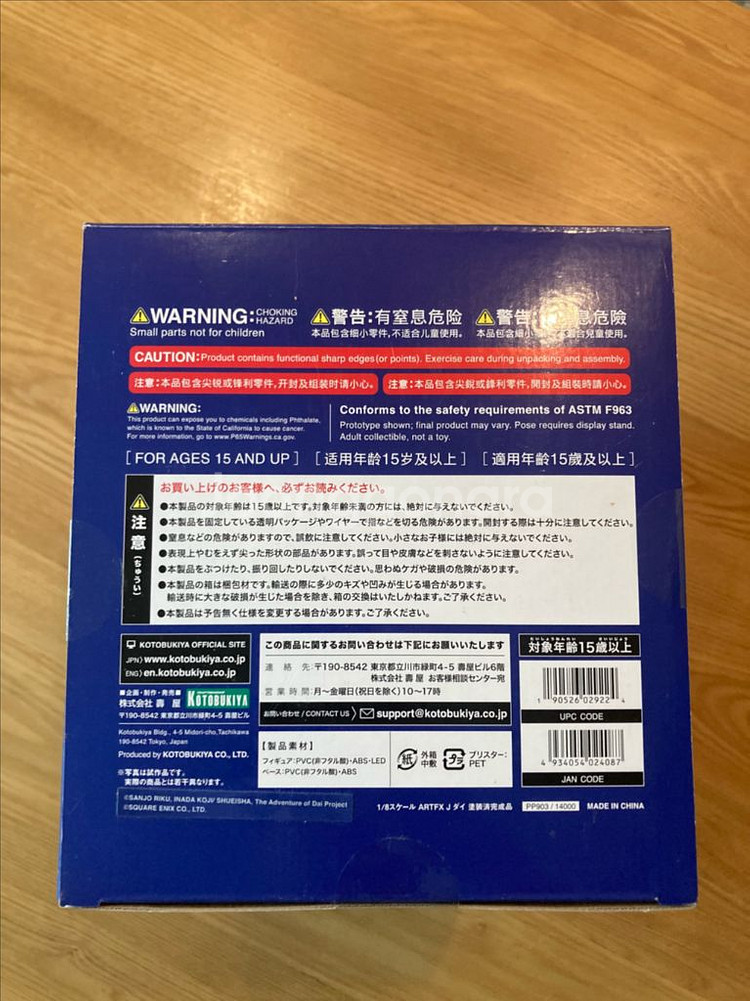 WARNING: CHOKING HAZARD
Small parts not for children
警告:有窒息危险
本品包含细小零件,不适合儿童使用。
警告: 息危險
本品包含細小 不適合兒童使用。
CAUTION:Product contains functional sharp edges(or points). Exercise care during unpacking and assembly.
注意:本品包含尖锐或锋利零件,开封及组装时请小心。
注意:本品包含尖銳或鋒利零件,開封及組裝時請小心。
WARNING:
This product can expose you to chemicals including Phthalate,
which is known to the State of California to cause cancer.
For more information, go to www.P65Warnings.ca.gov.
Conforms to the safety requirements of ASTM F963
Prototype shown; final product may vary. Pose requires display stand.
Adult collectible, not a toy.
[FOR AGES 15 AND UP]
[适用年龄15岁及以上]
[適用年齡15歲及以上]
注意(ちゅうい)
お買い上げのお客様へ、必ずお読みください。
●本製品の対象年齢は15歳以上です。対象年齢未満の方には、絶対に与えないでください。
●本製品を固定している透明パッケージやワイヤーで指などを切る危険があります。開封する際は十分に注意してください。
●窒息などの危険がありますので、誤飲に注意してください。小さなお子様には絶対に与えないでください。
●表現上やむをえず尖った形状の部品があります。誤って目や皮膚などを刺さないように注意してください。
●本製品をぶつけたり、振り回したりしないでください。思わぬケガや破損の危険があります。
●本製品の箱は梱包材です。輸送の際に多少のキズや凹みが生じる場合があります。
輸送時に大きな破損が生じた場合を除き、箱の交換はいたしかねます。ご了承ください。
●本製品は予告無く仕様を変更する場合があります。ご了承ください。
KOTOBUKIYA OFFICIAL SITE
JPN〉www.kotobukiya.co.jp
ENG〉en.kotobukiya.co.jp
■企画・制作・発売■
株式会社 壽 屋 KOTOBUKIYA
〒190-8542 東京都立川市緑町4-5 壽屋ビル
Kotobukiya Bldg., 4-5 Midori-cho,Tachikawa
190-8542 Tokyo, Japan
Produced by KOTOBUKIYA CO., LTD.
※写真は試作品です。
実際の商品とは若干異なります。
この商品に関するお問い合わせは下記にお願いいたします
連 絡 先:〒190-8542 東京都立川市緑町4-5 壽屋ビル6階
株式会社 壽 屋 お客様相談センター宛
営業時間:月〜金曜日(祝日を除く)10〜17時
お問い合わせ / CONTACT US 〉 support@kotobukiya.co.jp
【製品素材】
フィギュア:PVC(非フタル酸)・ABS・LED
ベース:PVC(非フタル酸)・ABS
紙 外箱 中敷
プラ ブリスター: PET
たいしょうねんれい さいいじょう
対象年齢15歳以上
1 90526 02922 4
UPC CODE
4 934054 024087
JAN CODE
©SANJO RIKU, INADA KOJI/ SHUEISHA, The Adventure of Dai Project
©SQUARE ENIX CO., LTD.
1/8スケール ARTFX J ダイ 塗装済完成品
PP903 / 14000
MADE IN CHINA